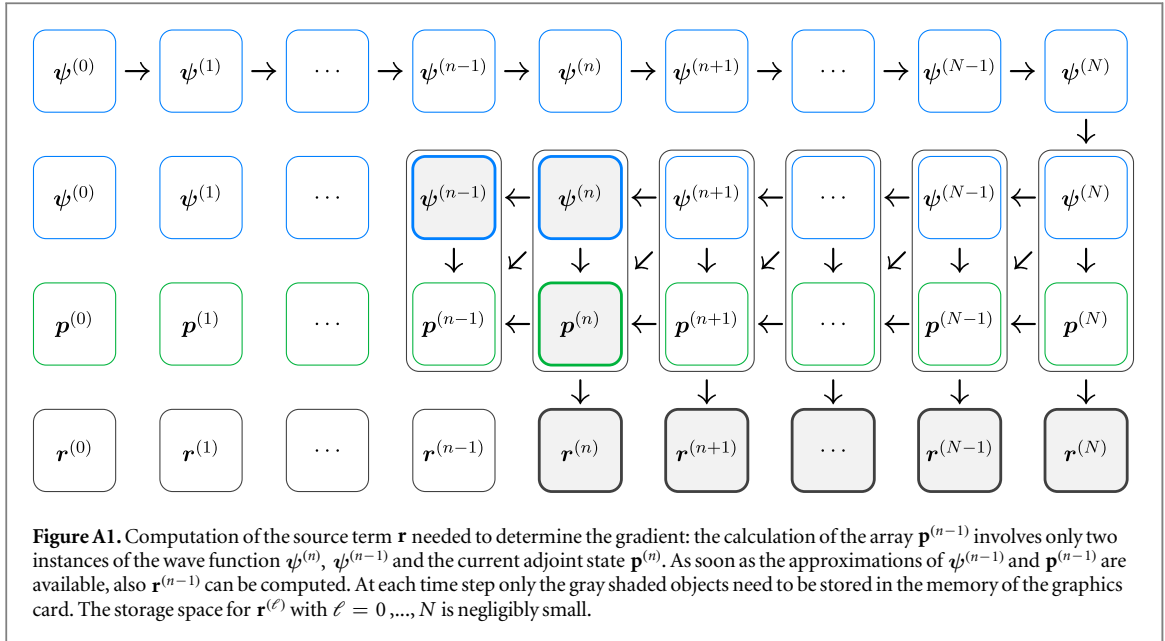 ψ^(0) → ψ^(1) → ··· → ψ^(n−1) → ψ^(n) → ψ^(n+1) → ··· → ψ^(N−1) → ψ^(N)
ψ^(0) ψ^(1) ··· ψ^(n−1) ← ψ^(n) ← ψ^(n+1) ← ··· ← ψ^(N−1) ← ψ^(N)
p^(0) p^(1) ··· p^(n−1) ← p^(n) ← p^(n+1) ← ··· ← p^(N−1) ← p^(N)
r^(0) r^(1) ··· r^(n−1) r^(n) r^(n+1) ··· r^(N−1) r^(N)
Figure A1. Computation of the source term r needed to determine the gradient: the calculation of the array p^(n−1) involves only two
instances of the wave function ψ^(n), ψ^(n−1) and the current adjoint state p^(n). As soon as the approximations of ψ^(n−1) and p^(n−1) are
available, also r^(n−1) can be computed. At each time step only the gray shaded objects need to be stored in the memory of the graphics
card. The storage space for r^(ℓ) with ℓ = 0 ,..., N is negligibly small.